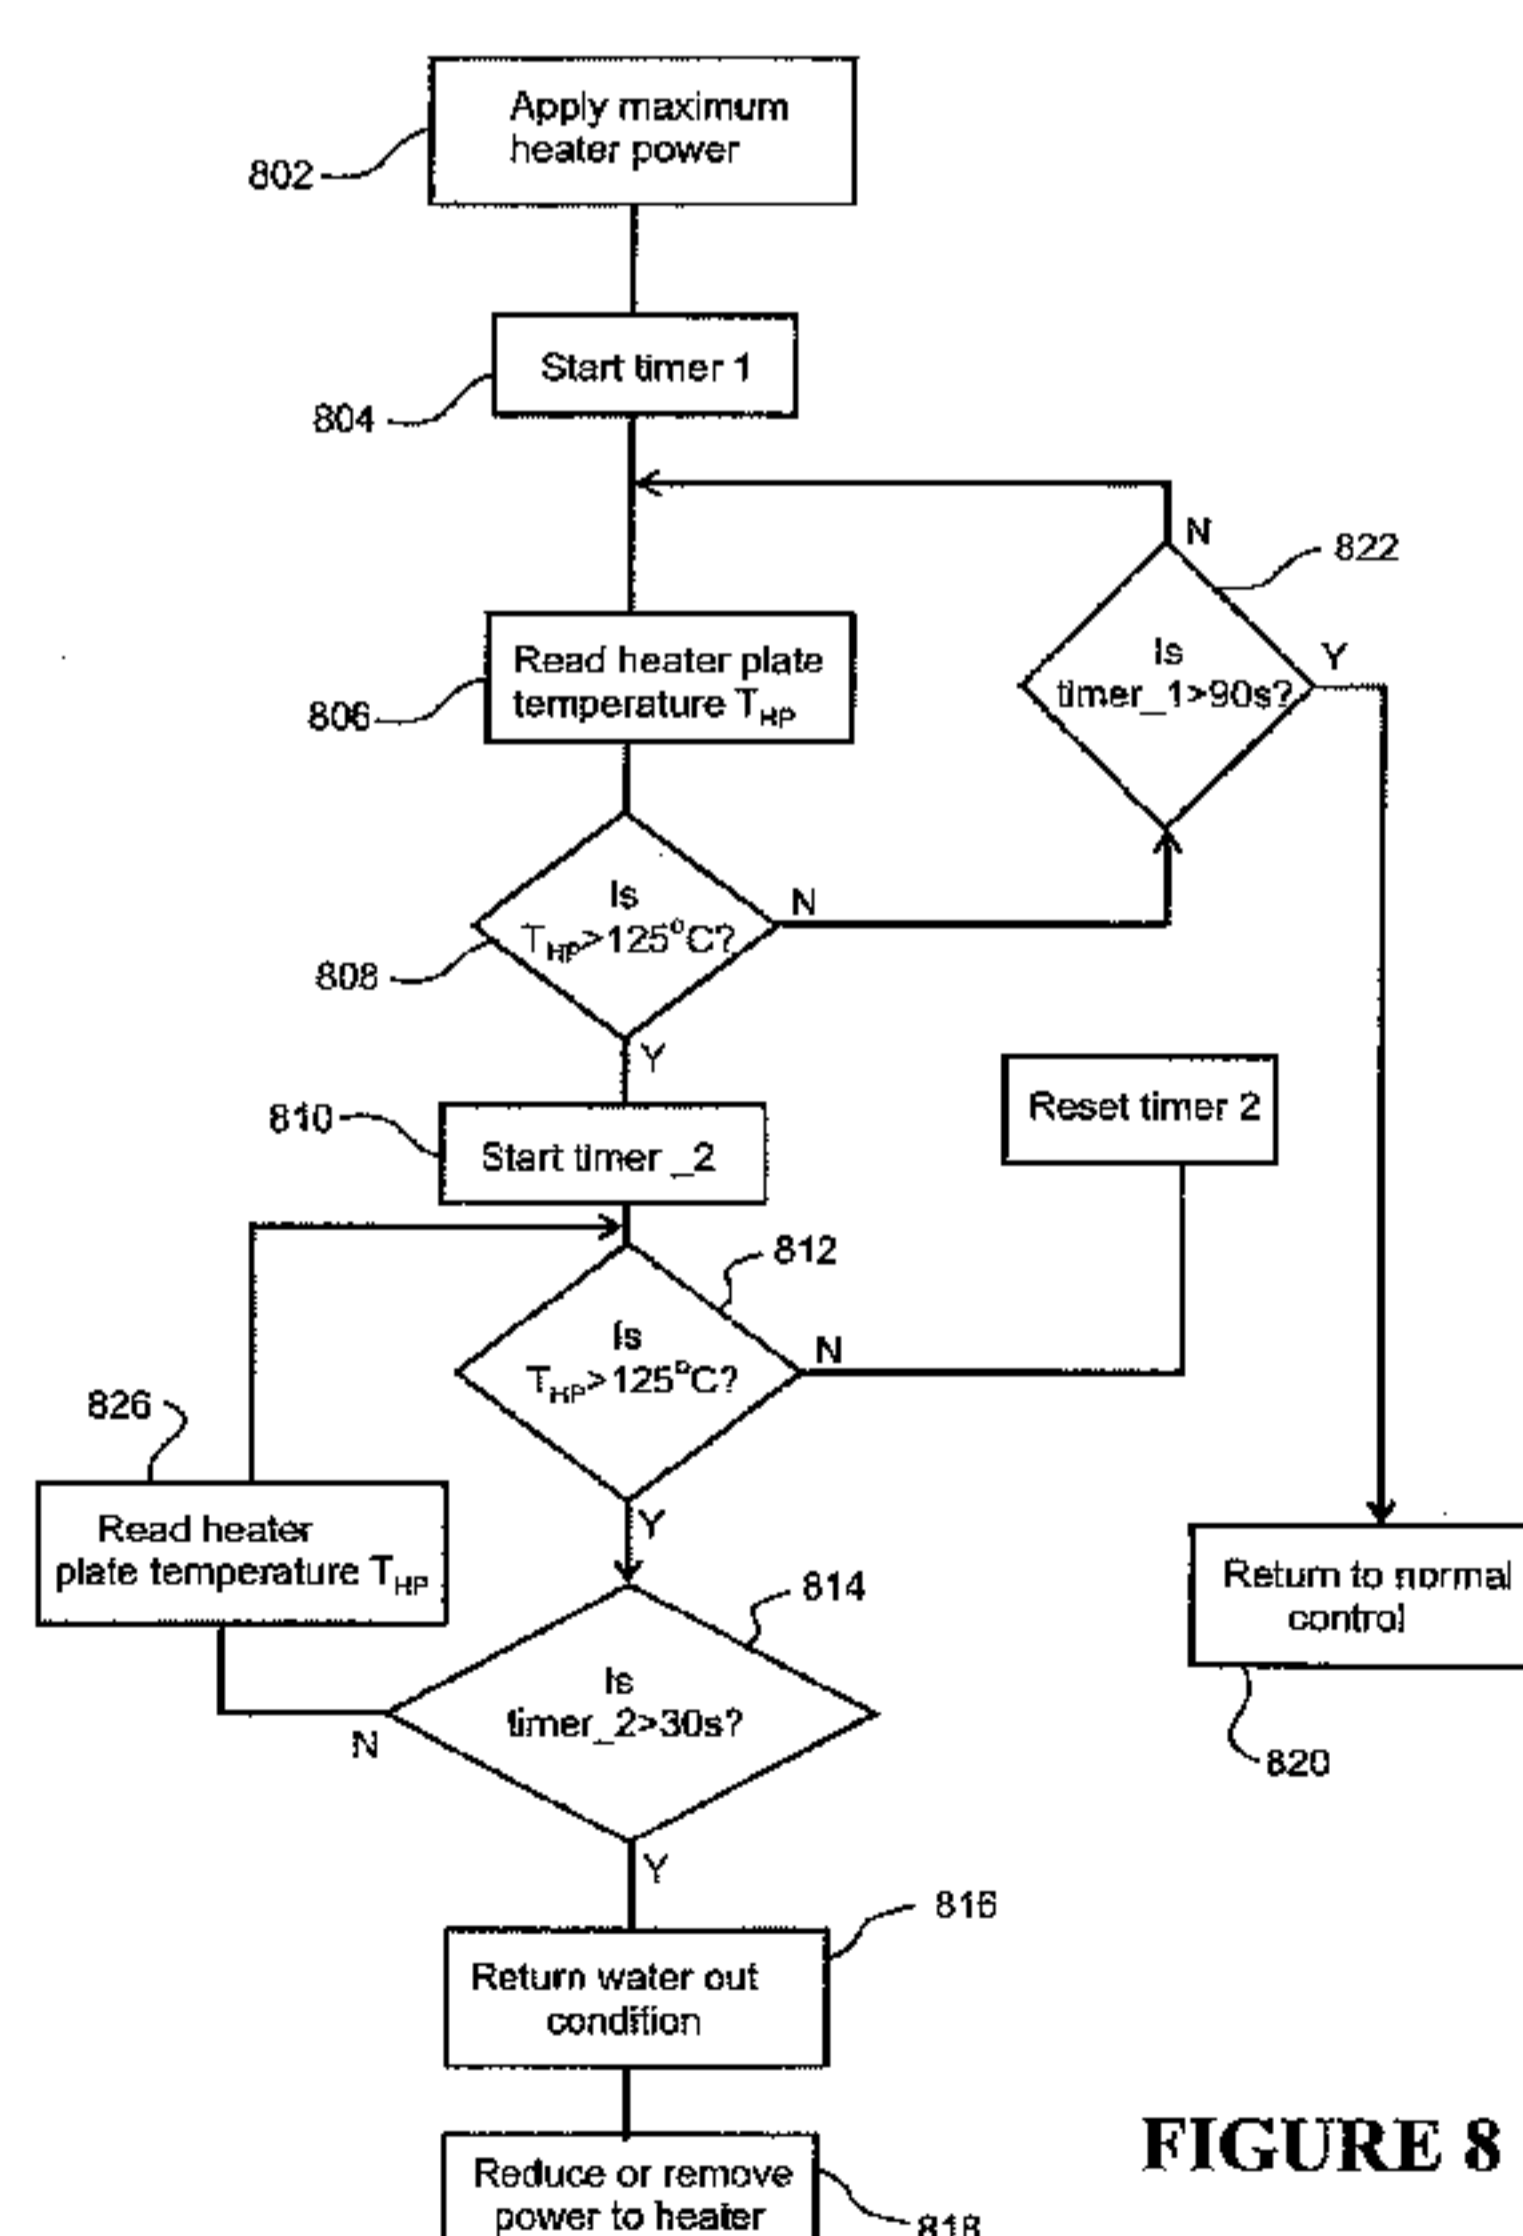 Apply maximum
heater power
802
Start timer 1
804
N
822
Is
timer_1>90s?
Y
Read heater plate
temperature THP
806
Is
THP>125°C?
N
808
Y
810
Start timer _2
Reset timer 2
812
Is
THP>125°C?
N
826
Y
Read heater
plate temperature THP
814
Return to normal
control
Is
timer_2>30s?
N
820
Y
816
Return water out
condition
Reduce or remove
power to heater
818
FIGURE 8